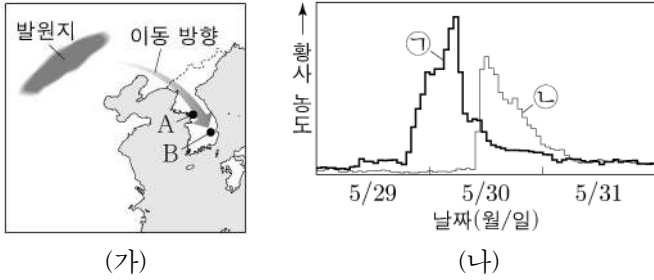 발원지
이동 방향
A
B
(가)
황사 농도
㉠
㉡
5/29 5/30 5/31
날짜(월/일)
(나)